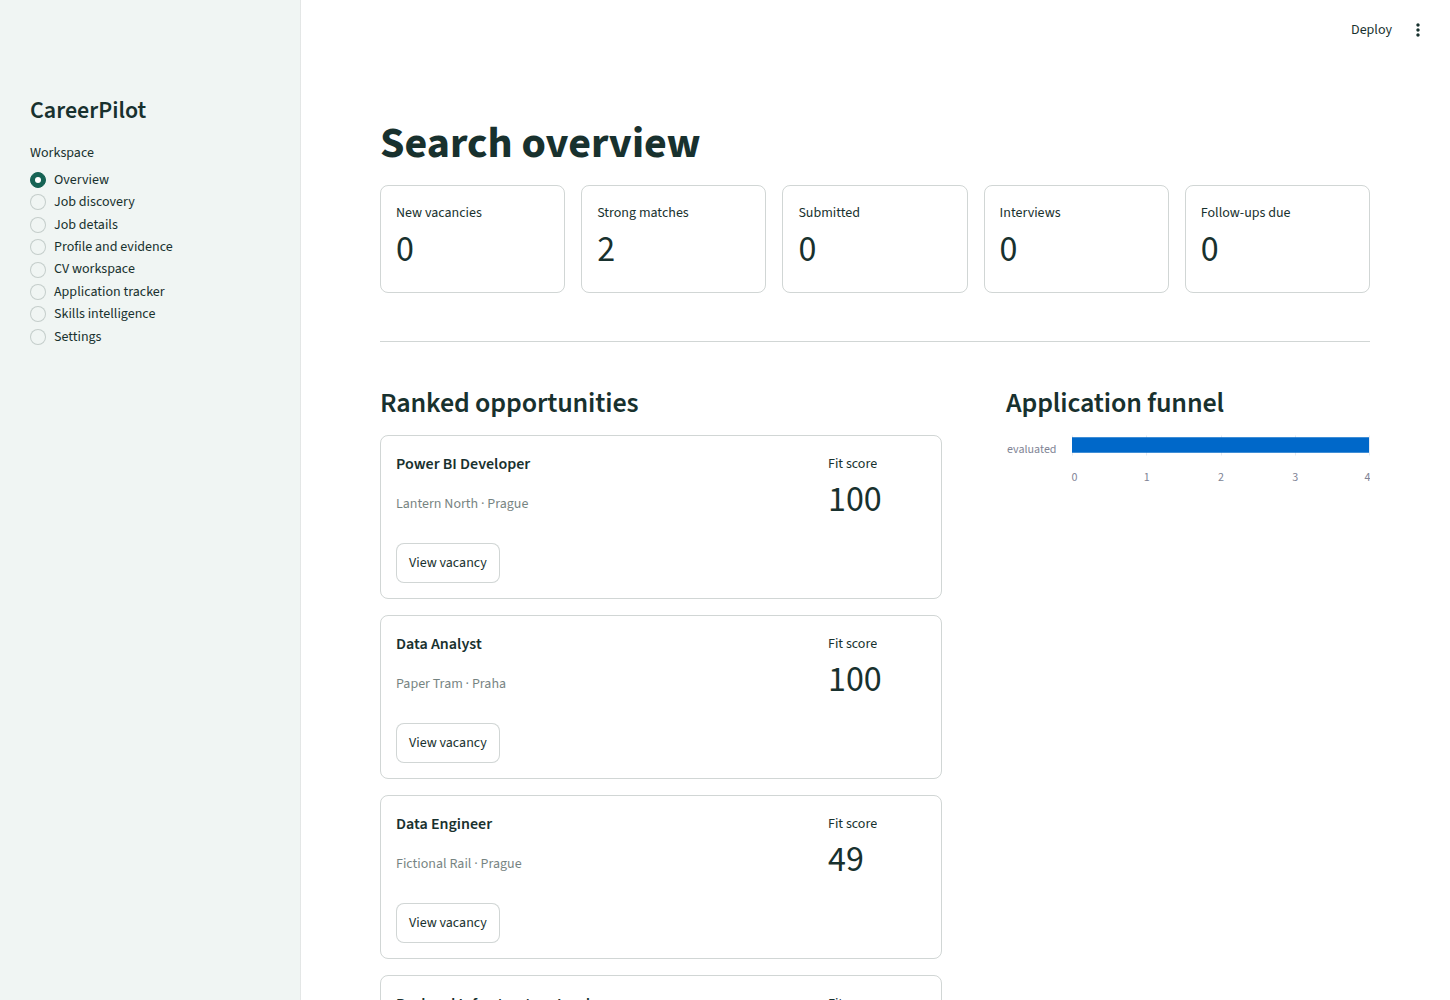 Deploy
CareerPilot
Workspace
Overview
Job discovery
Job details
Profile and evidence
CV workspace
Application tracker
Skills intelligence
Settings
Search overview
New vacancies
0
Strong matches
2
Submitted
0
Interviews
0
Follow-ups due
0
Ranked opportunities
Power BI Developer
Lantern North · Prague
Fit score
100
View vacancy
Data Analyst
Paper Tram · Praha
Fit score
100
View vacancy
Data Engineer
Fictional Rail · Prague
Fit score
49
View vacancy
Application funnel
evaluated
0 1 2 3 4